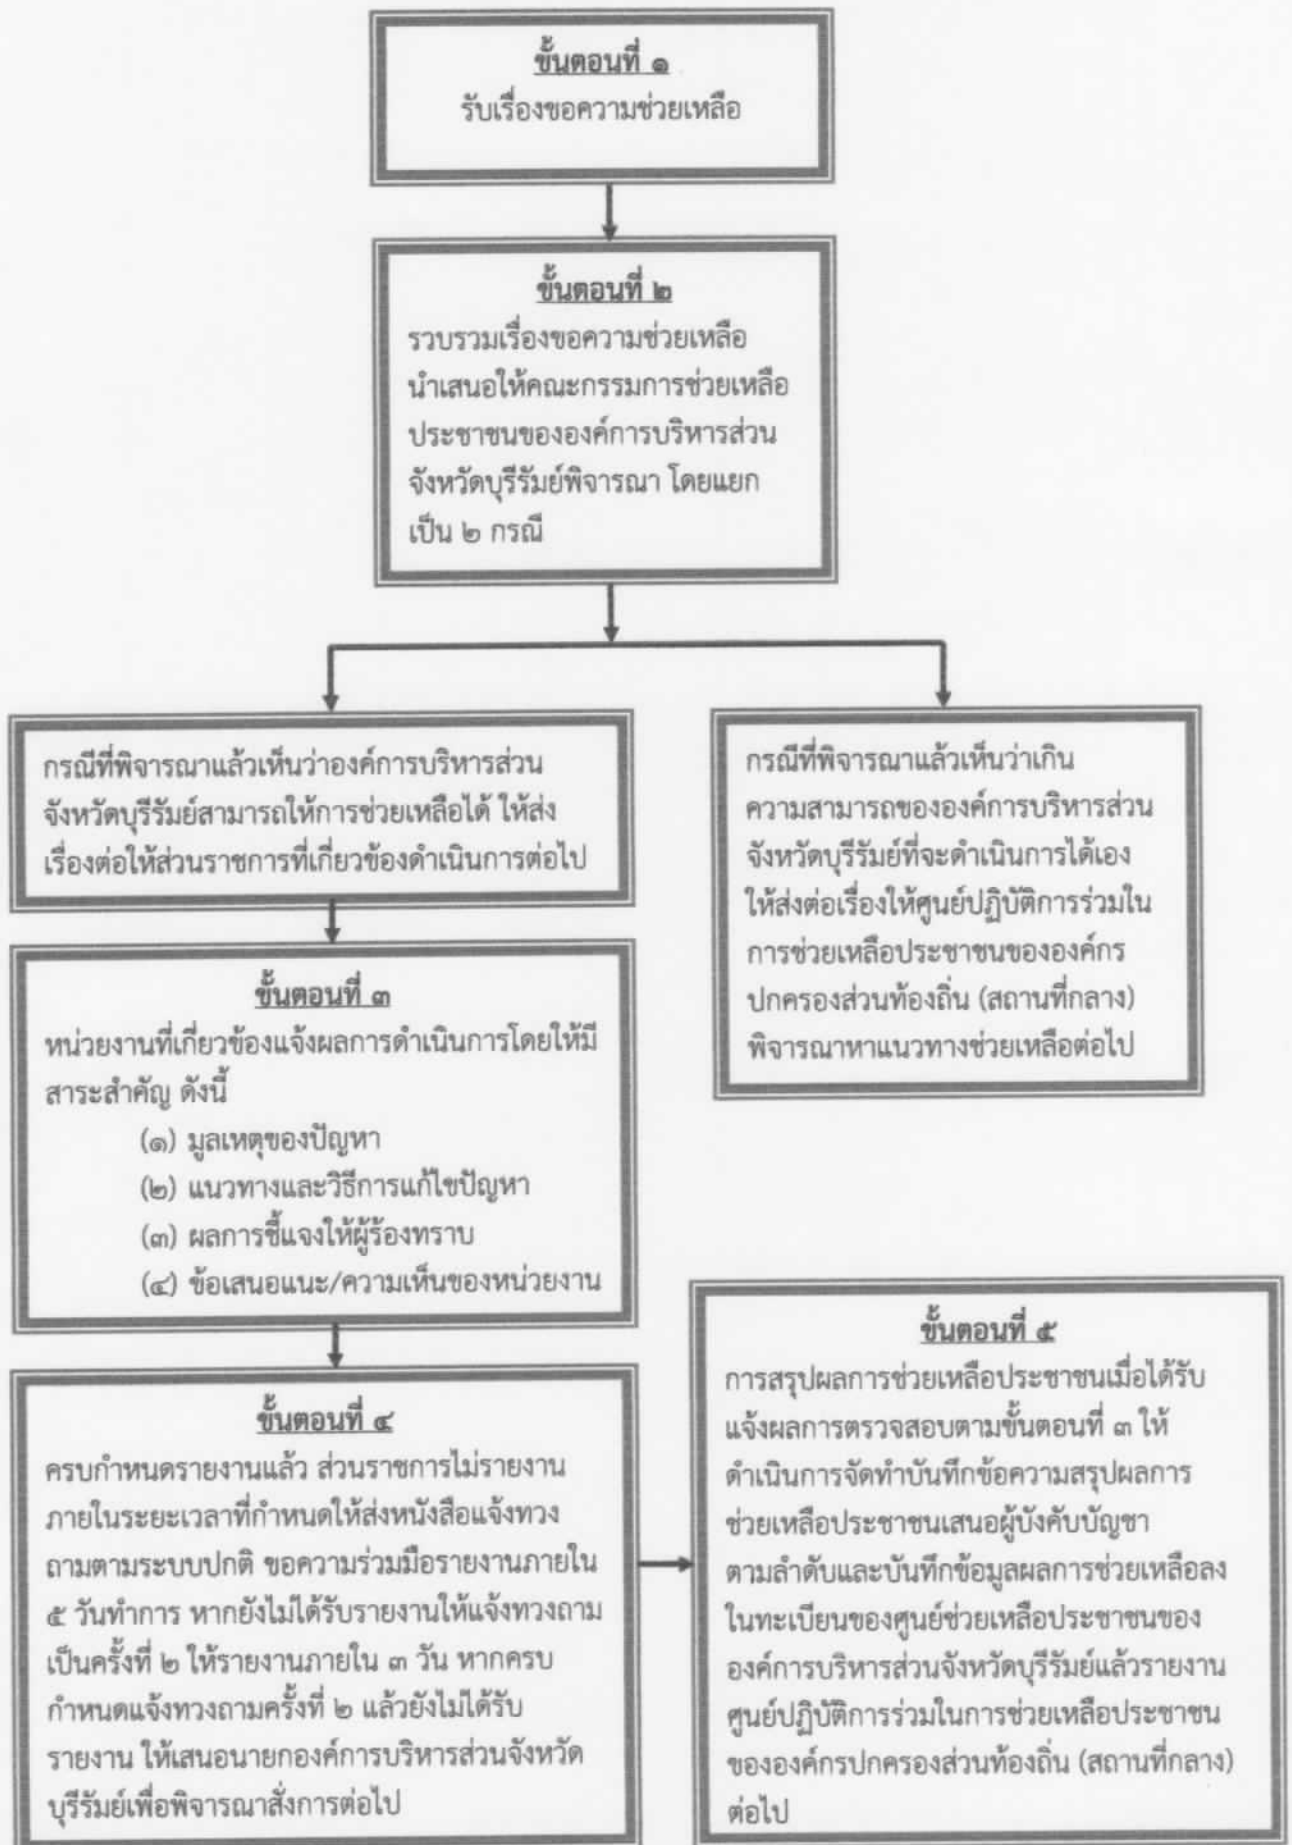 ขั้นตอนที่ ๑
รับเรื่องขอความช่วยเหลือ
ขั้นตอนที่ ๒
รวบรวมเรื่องขอความช่วยเหลือ
นำเสนอให้คณะกรรมการช่วยเหลือ
ประชาชนขององค์การบริหารส่วน
จังหวัดบุรีรัมย์พิจารณา โดยแยก
เป็น ๒ กรณี
กรณีที่พิจารณาแล้วเห็นว่าองค์การบริหารส่วน
จังหวัดบุรีรัมย์สามารถให้การช่วยเหลือได้ ให้ส่ง
เรื่องต่อให้ส่วนราชการที่เกี่ยวข้องดำเนินการต่อไป
กรณีที่พิจารณาแล้วเห็นว่าเกิน
ความสามารถขององค์การบริหารส่วน
จังหวัดบุรีรัมย์ที่จะดำเนินการได้เอง
ให้ส่งต่อเรื่องให้ศูนย์ปฏิบัติการร่วมใน
การช่วยเหลือประชาชนขององค์กร
ปกครองส่วนท้องถิ่น (สถานที่กลาง)
พิจารณาหาแนวทางช่วยเหลือต่อไป
ขั้นตอนที่ ๓
หน่วยงานที่เกี่ยวข้องแจ้งผลการดำเนินการโดยให้มี
สาระสำคัญ ดังนี้
(๑) มูลเหตุของปัญหา
(๒) แนวทางและวิธีการแก้ไขปัญหา
(๓) ผลการชี้แจงให้ผู้ร้องทราบ
(๔) ข้อเสนอแนะ/ความเห็นของหน่วยงาน
ขั้นตอนที่ ๔
ครบกำหนดรายงานแล้ว ส่วนราชการไม่รายงาน
ภายในระยะเวลาที่กำหนดให้ส่งหนังสือแจ้งทวง
ถามตามระบบปกติ ขอความร่วมมือรายงานภายใน
๕ วันทำการ หากยังไม่ได้รับรายงานให้แจ้งทวงถาม
เป็นครั้งที่ ๒ ให้รายงานภายใน ๓ วัน หากครบ
กำหนดแจ้งทวงถามครั้งที่ ๒ แล้วยังไม่ได้รับ
รายงาน ให้เสนอนายกองค์การบริหารส่วนจังหวัด
บุรีรัมย์เพื่อพิจารณาสั่งการต่อไป
ขั้นตอนที่ ๕
การสรุปผลการช่วยเหลือประชาชนเมื่อได้รับ
แจ้งผลการตรวจสอบตามขั้นตอนที่ ๓ ให้
ดำเนินการจัดทำบันทึกข้อความสรุปผลการ
ช่วยเหลือประชาชนเสนอผู้บังคับบัญชา
ตามลำดับและบันทึกข้อมูลผลการช่วยเหลือลง
ในทะเบียนของศูนย์ช่วยเหลือประชาชนของ
องค์การบริหารส่วนจังหวัดบุรีรัมย์แล้วรายงาน
ศูนย์ปฏิบัติการร่วมในการช่วยเหลือประชาชน
ขององค์กรปกครองส่วนท้องถิ่น (สถานที่กลาง)
ต่อไป